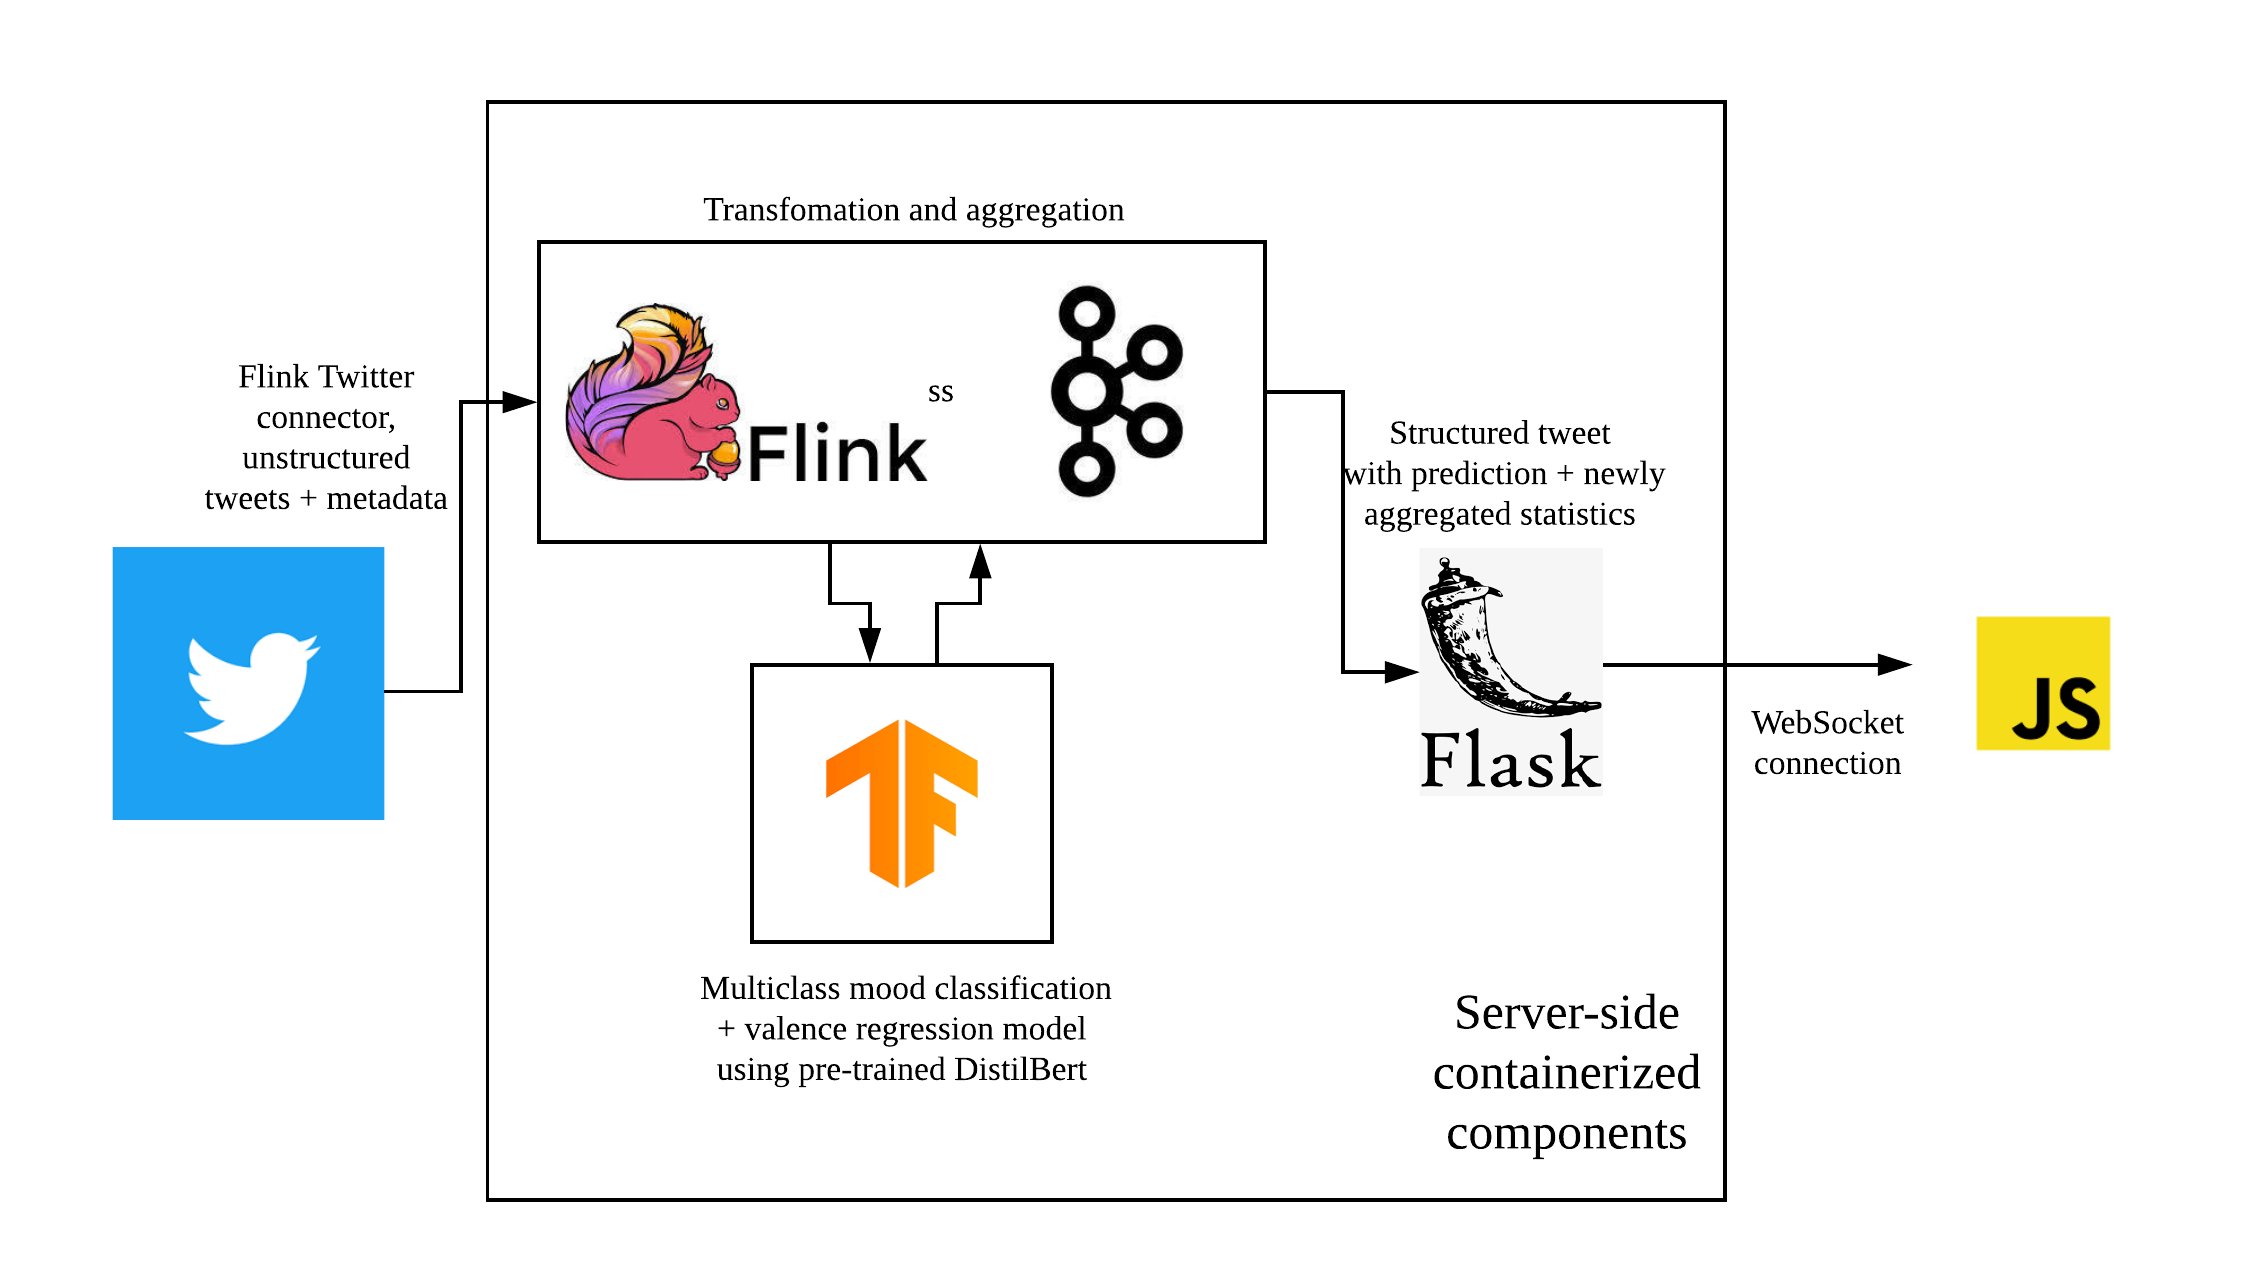 Transfomation and aggregation
Flink Twitter
connector,
unstructured
tweets + metadata
ss
Flink
Structured tweet
with prediction + newly
aggregated statistics
Flask
WebSocket
connection
JS
TF
Multiclass mood classification
+ valence regression model
using pre-trained DistilBert
Server-side
containerized
components